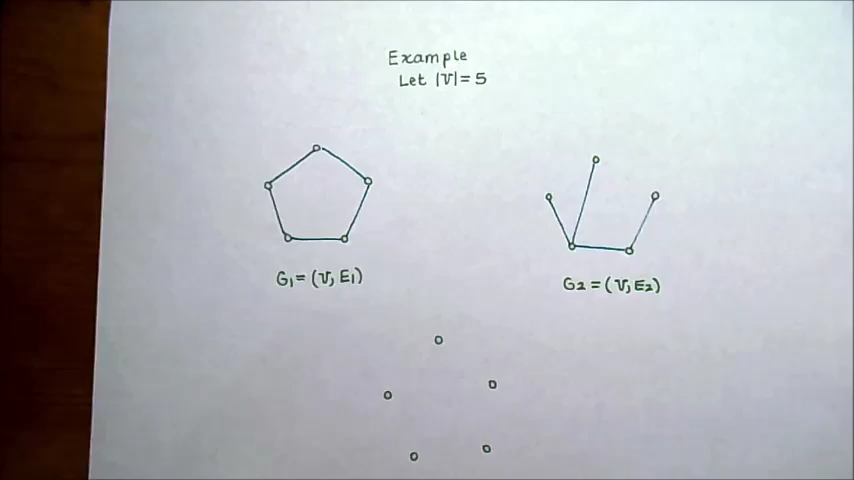 Example
Let |V|= 5
G1= (V, E1)
G2 = (V, E2)